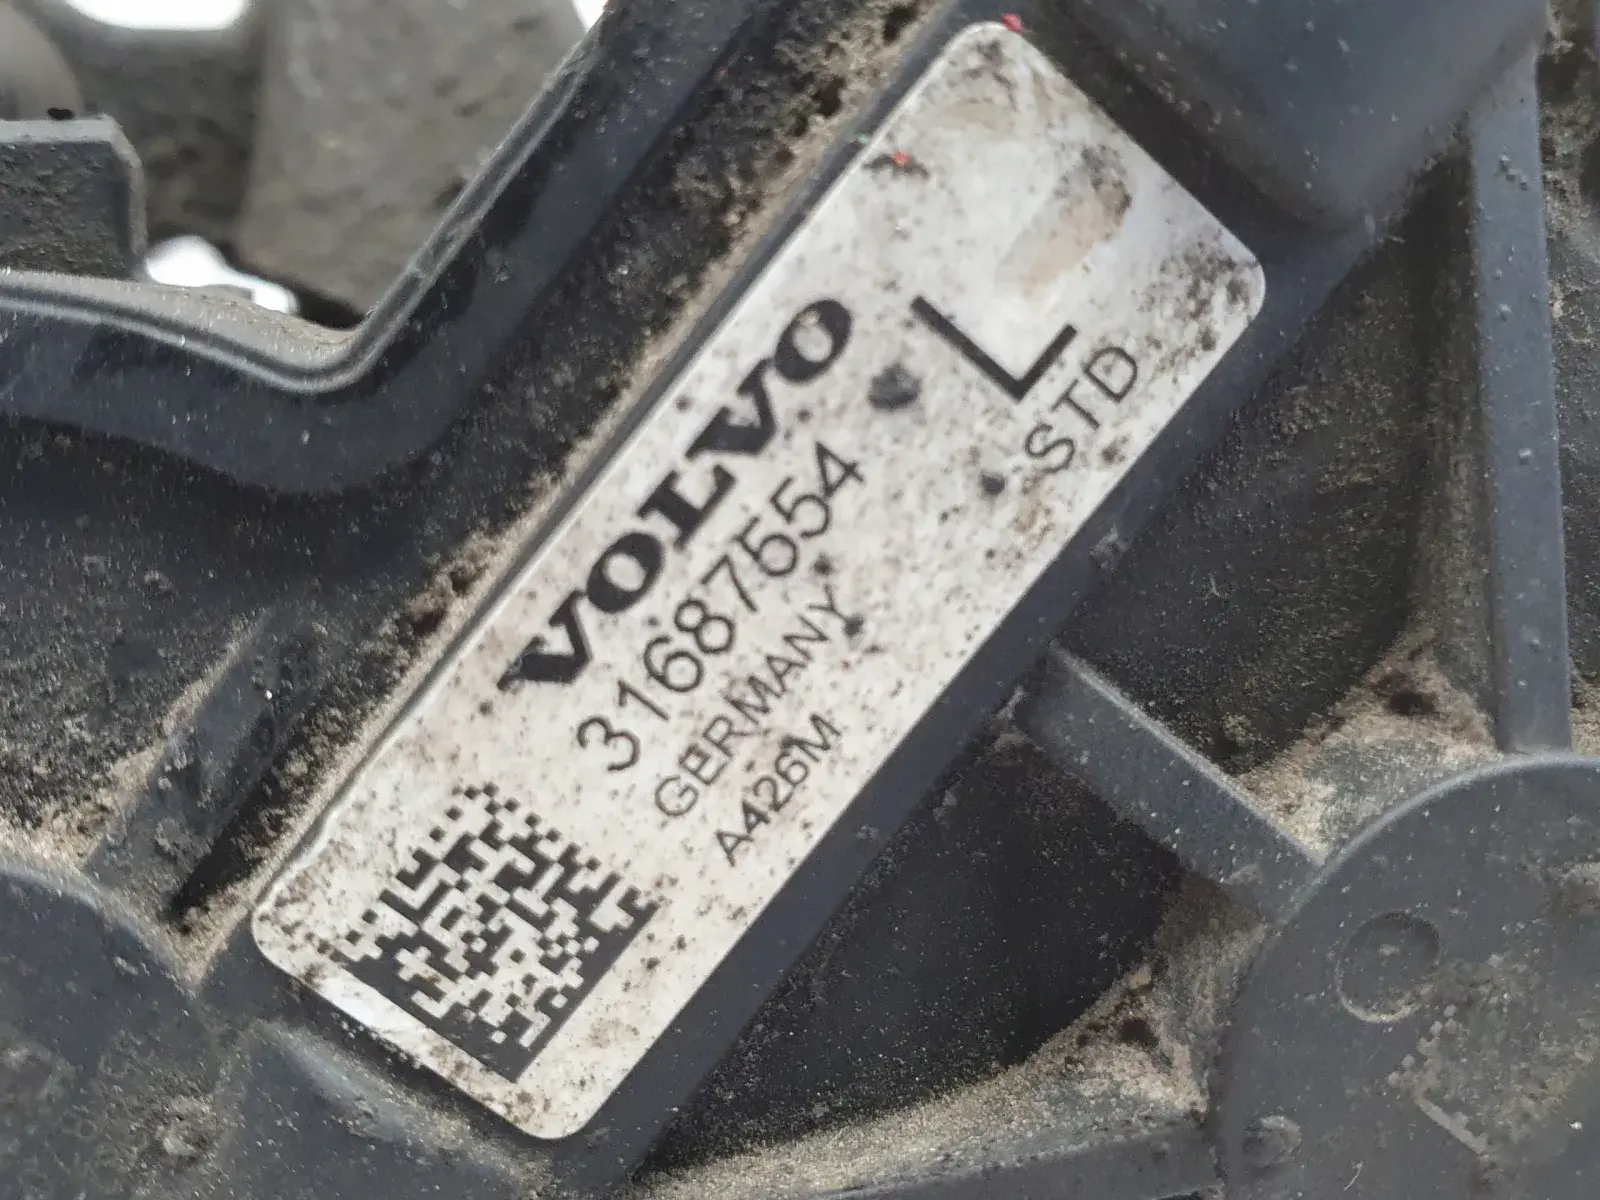 VOLVO
31687554
GERMANY
A426M
L
STD